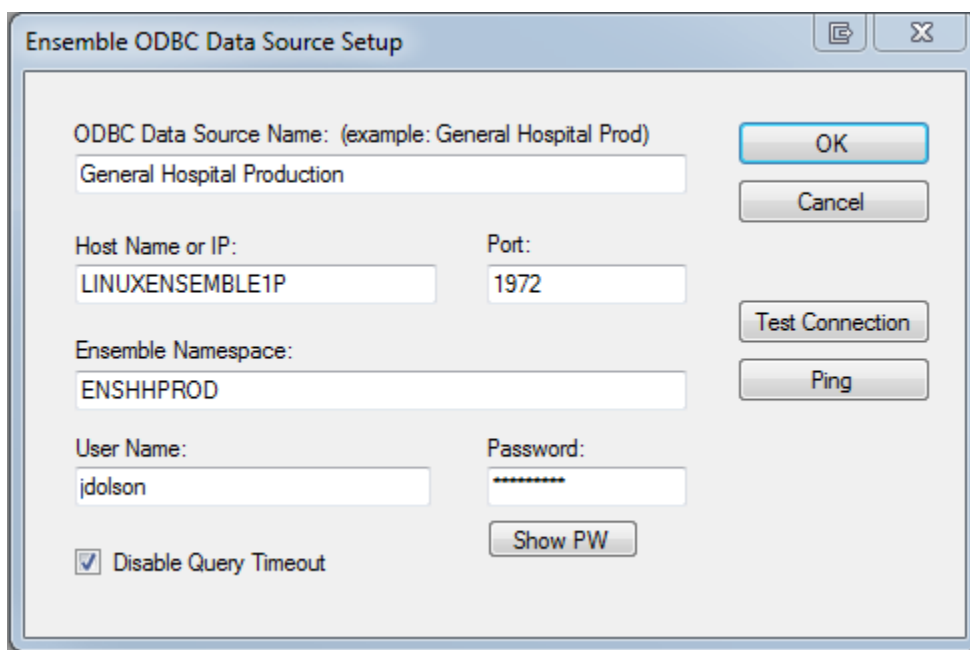 Ensemble ODBC Data Source Setup
ODBC Data Source Name: (example: General Hospital Prod)
General Hospital Production
OK
Cancel
Host Name or IP:
Port:
LINUXENSEMBLE1P
1972
Test Connection
Ensemble Namespace:
ENSHHPROD
Ping
User Name:
Password:
jdolson
*********
Show PW
Disable Query Timeout